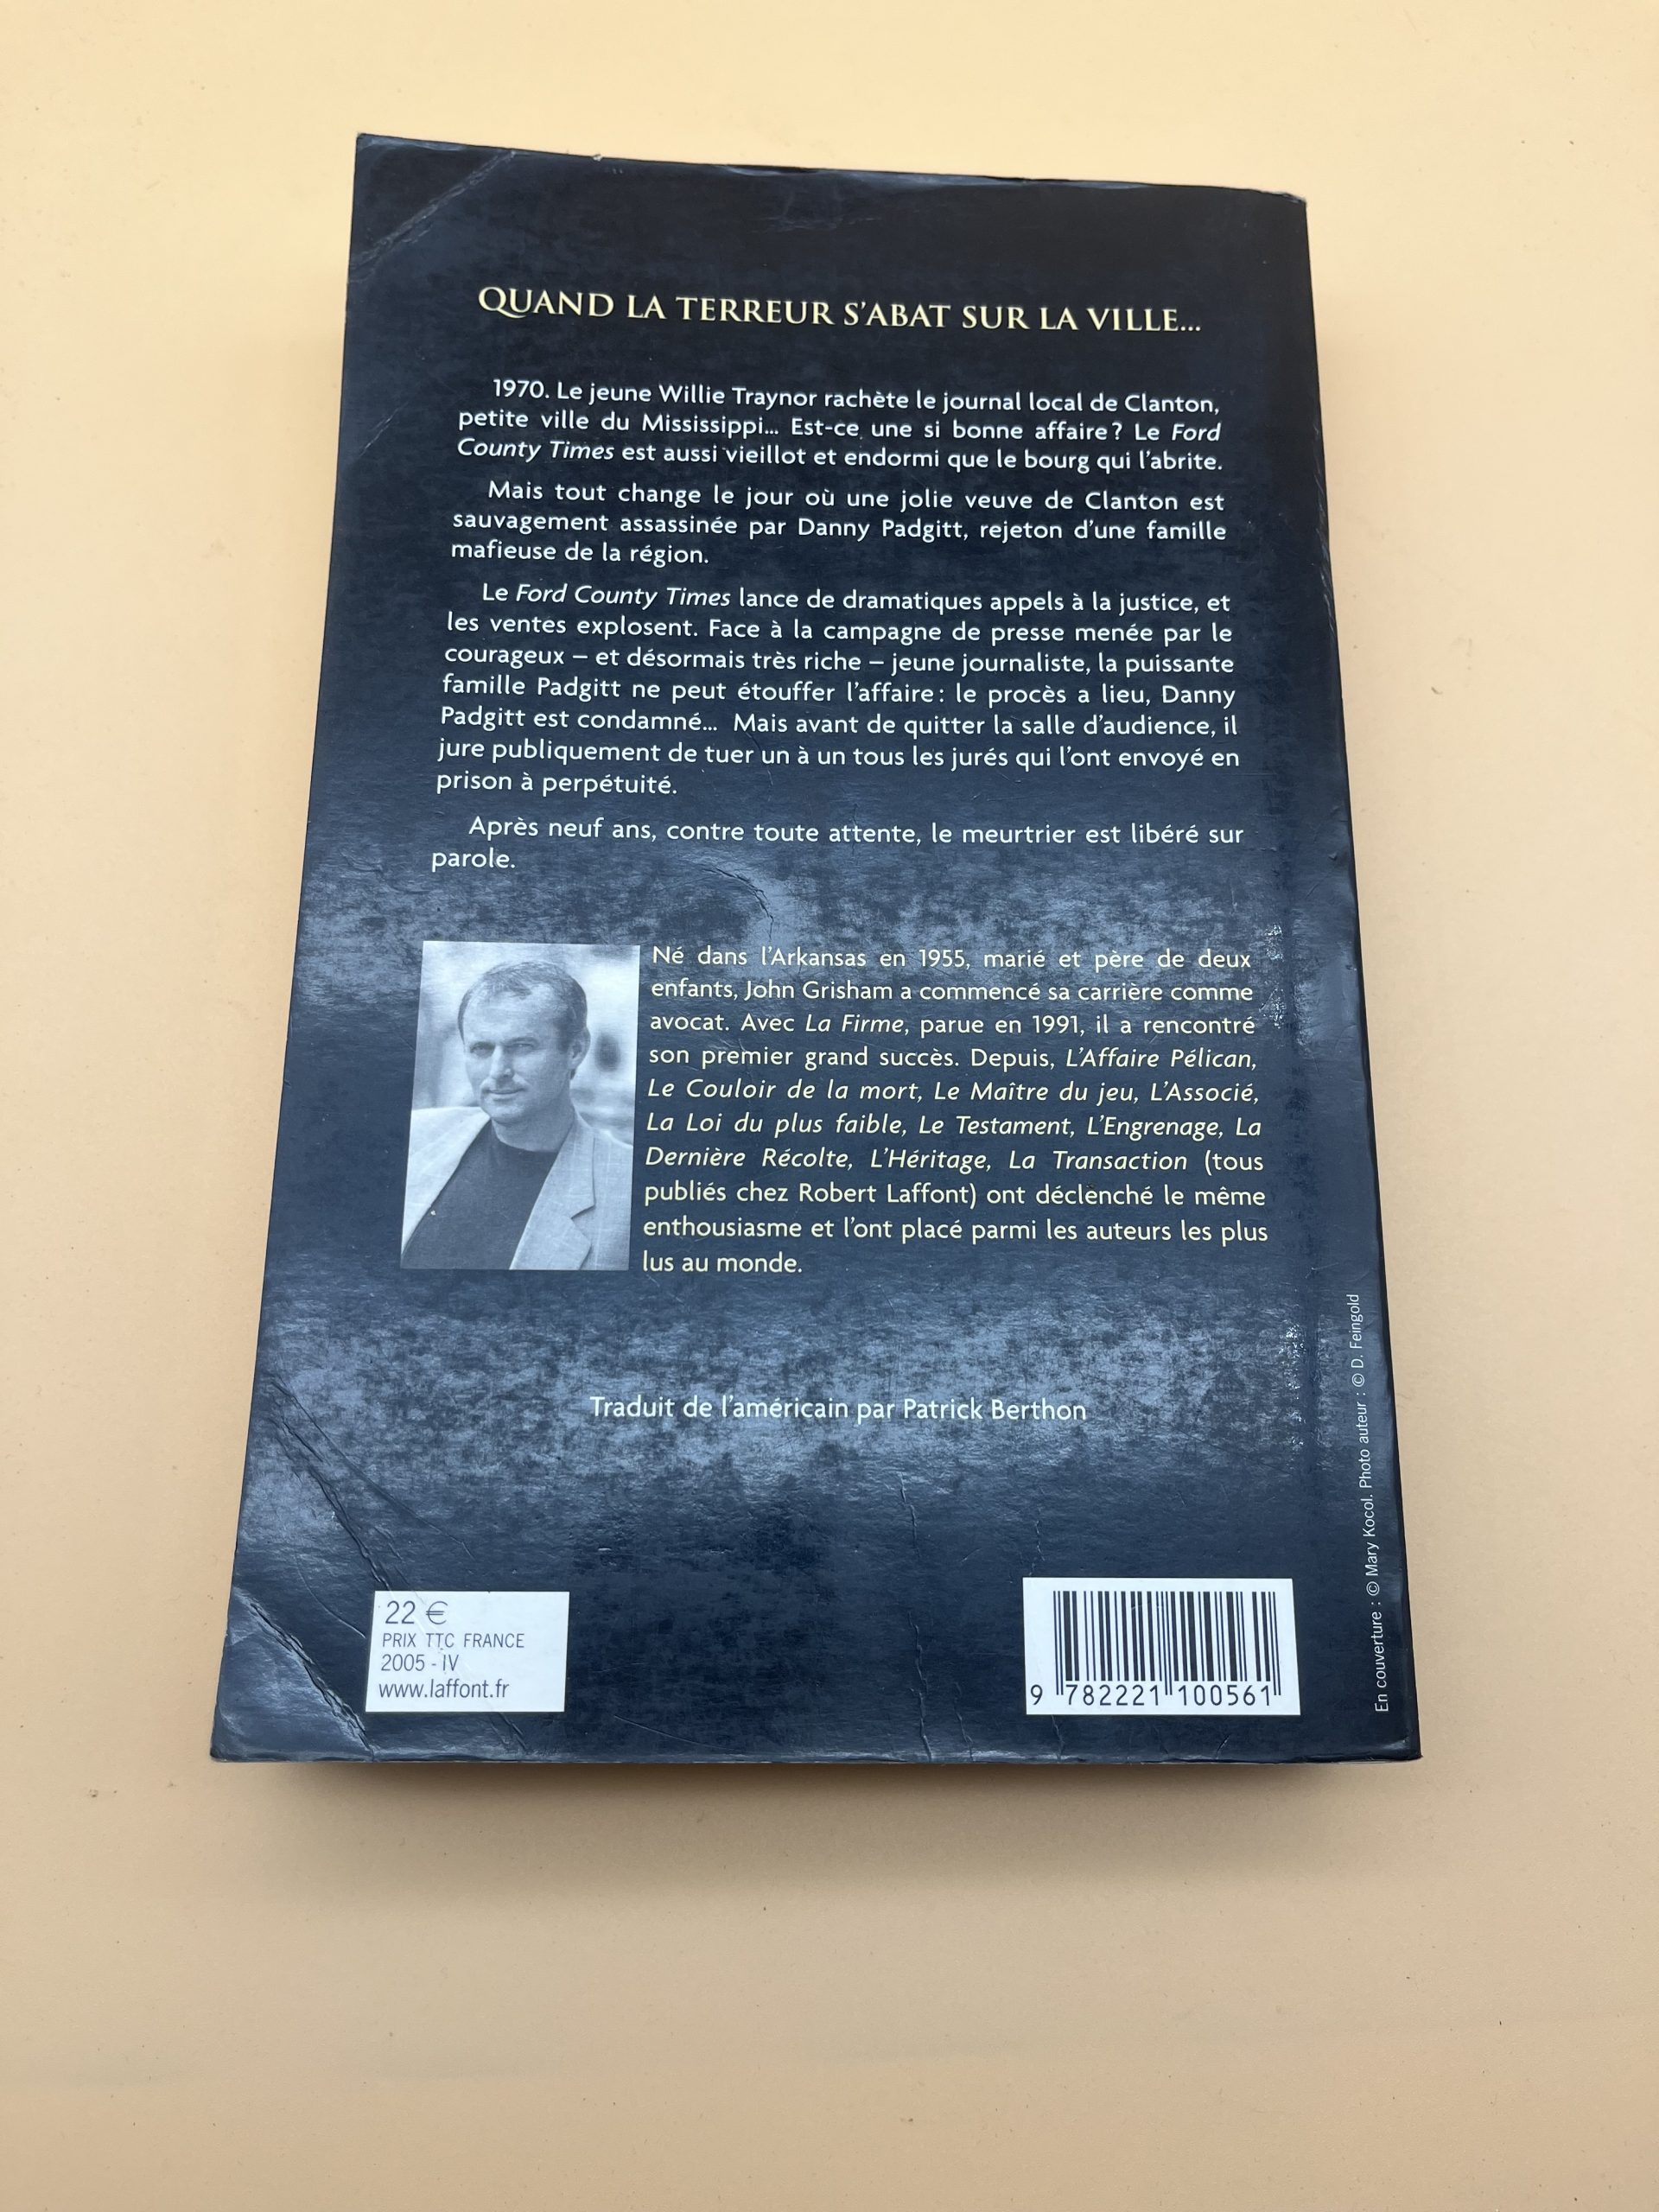 QUAND LA TERREUR S'ABAT SUR LA VILLE...
1970. Le jeune Willie Traynor rachète le journal local de Clanton,
petite ville du Mississippi... Est-ce une si bonne affaire ? Le Ford
County Times est aussi vieillot et endormi que le bourg qui l'abrite.
Mais tout change le jour où une jolie veuve de Clanton est
sauvagement assassinée par Danny Padgitt, rejeton d'une famille
mafieuse de la région.
Le Ford County Times lance de dramatiques appels à la justice, et
les ventes explosent. Face à la campagne de presse menée par le
courageux – et désormais très riche – jeune journaliste, la puissante
famille Padgitt ne peut étouffer l'affaire : le procès a lieu, Danny
Padgitt est condamné... Mais avant de quitter la salle d'audience, il
jure publiquement de tuer un à un tous les jurés qui l'ont envoyé en
prison à perpétuité.
Après neuf ans, contre toute attente, le meurtrier est libéré sur
parole.
Né dans l'Arkansas en 1955, marié et père de deux
enfants, John Grisham a commencé sa carrière comme
avocat. Avec La Firme, parue en 1991, il a rencontré
son premier grand succès. Depuis, L'Affaire Pélican,
Le Couloir de la mort, Le Maître du jeu, L'Associé,
La Loi du plus faible, Le Testament, L'Engrenage, La
Dernière Récolte, L'Héritage, La Transaction (tous
publiés chez Robert Laffont) ont déclenché le même
enthousiasme et l'ont placé parmi les auteurs les plus
lus au monde.
Traduit de l'américain par Patrick Berthon
22 €
PRIX TTC FRANCE
2005 - IV
www.laffont.fr
9 782221 100561
En couverture : © Mary Kocol. Photo auteur : © D. Feingold